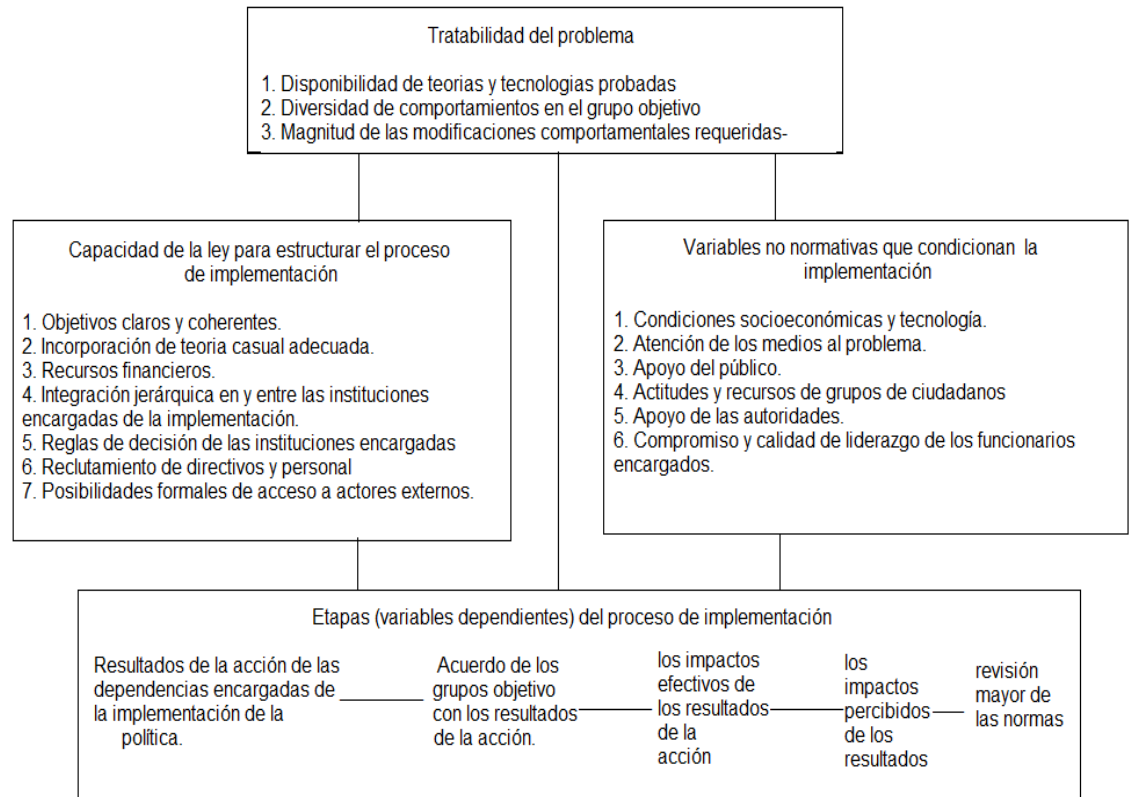 Tratabilidad del problema
1. Disponibilidad de teorías y tecnologias probadas
2. Diversidad de comportamientos en el grupo objetivo
3. Magnitud de las modificaciones comportamentales requeridas-
Capacidad de la ley para estructurar el proceso
de implementación
1. Objetivos claros y coherentes.
2. Incorporación de teoria casual adecuada.
3. Recursos financieros.
4. Integración jerárquica en y entre las instituciones
encargadas de la implementación.
5. Reglas de decisión de las instituciones encargadas
6. Reclutamiento de directivos y personal
7. Posibilidades formales de acceso a actores externos.
Variables no normativas que condicionan la
implementación
1. Condiciones socioeconómicas y tecnología.
2. Atención de los medios al problema.
3. Apoyo del público.
4. Actitudes y recursos de grupos de ciudadanos
5. Apoyo de las autoridades.
6. Compromiso y calidad de liderazgo de los funcionarios
encargados.
Etapas (variables dependientes) del proceso de implementación
Resultados de la acción de las
dependencias encargadas de
la implementación de la
política.
Acuerdo de los
grupos objetivo
con los resultados
de la acción.
los impactos
efectivos de
los resultados
de la
acción
los
impactos
percibidos
de los
resultados
revisión
mayor de
las normas